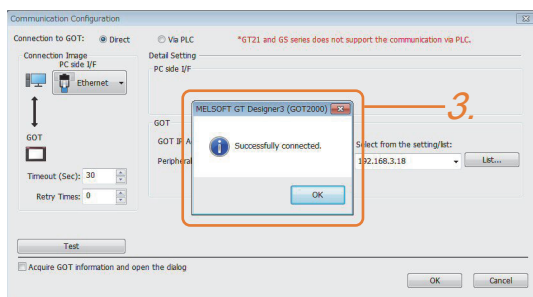 Communication Configuration
Connection to GOT:
Direct
Via PLC
*GT21 and GS series does not support the communication via PLC.
Connection Image
PC side I/F
Ethernet
GOT
Timeout (Sec): 30
Retry Times: 0
Detail Setting
PC side I/F
GOT
GOT IP A
Peripheral
Select from the setting/list:
192.168.3.18
List...
MELSOFT GT Designer3 (GOT2000)
Successfully connected.
OK
3.
Test
Acquire GOT information and open the dialog
OK
Cancel